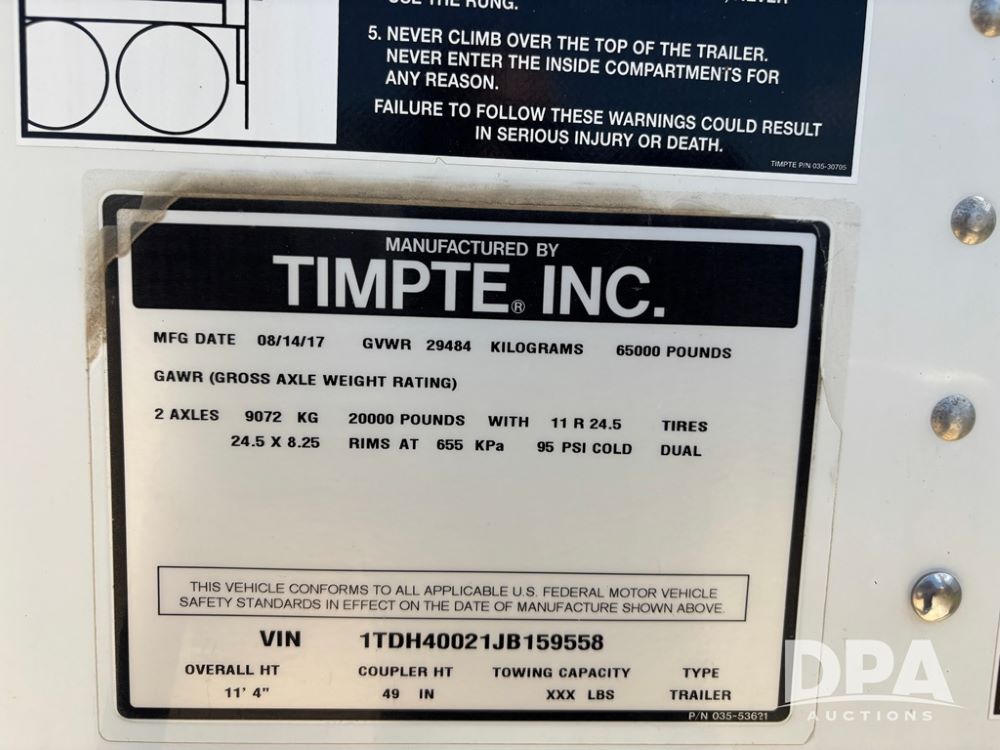 USE THE RUNG.
5. NEVER CLIMB OVER THE TOP OF THE TRAILER.
NEVER ENTER THE INSIDE COMPARTMENTS FOR
ANY REASON.
FAILURE TO FOLLOW THESE WARNINGS COULD RESULT
IN SERIOUS INJURY OR DEATH.
TIMPTE P/N 035-30705
MANUFACTURED BY
TIMPTE® INC.
MFG DATE 08/14/17 GVWR 29484 KILOGRAMS 65000 POUNDS
GAWR (GROSS AXLE WEIGHT RATING)
2 AXLES 9072 KG 20000 POUNDS WITH 11 R 24.5 TIRES
24.5 X 8.25 RIMS AT 655 KPa 95 PSI COLD DUAL
THIS VEHICLE CONFORMS TO ALL APPLICABLE U.S. FEDERAL MOTOR VEHICLE
SAFETY STANDARDS IN EFFECT ON THE DATE OF MANUFACTURE SHOWN ABOVE.
VIN 1TDH40021JB159558
OVERALL HT COUPLER HT TOWING CAPACITY TYPE
11' 4" 49 IN XXX LBS TRAILER
P/N 035-53621
DPA
AUCTIONS